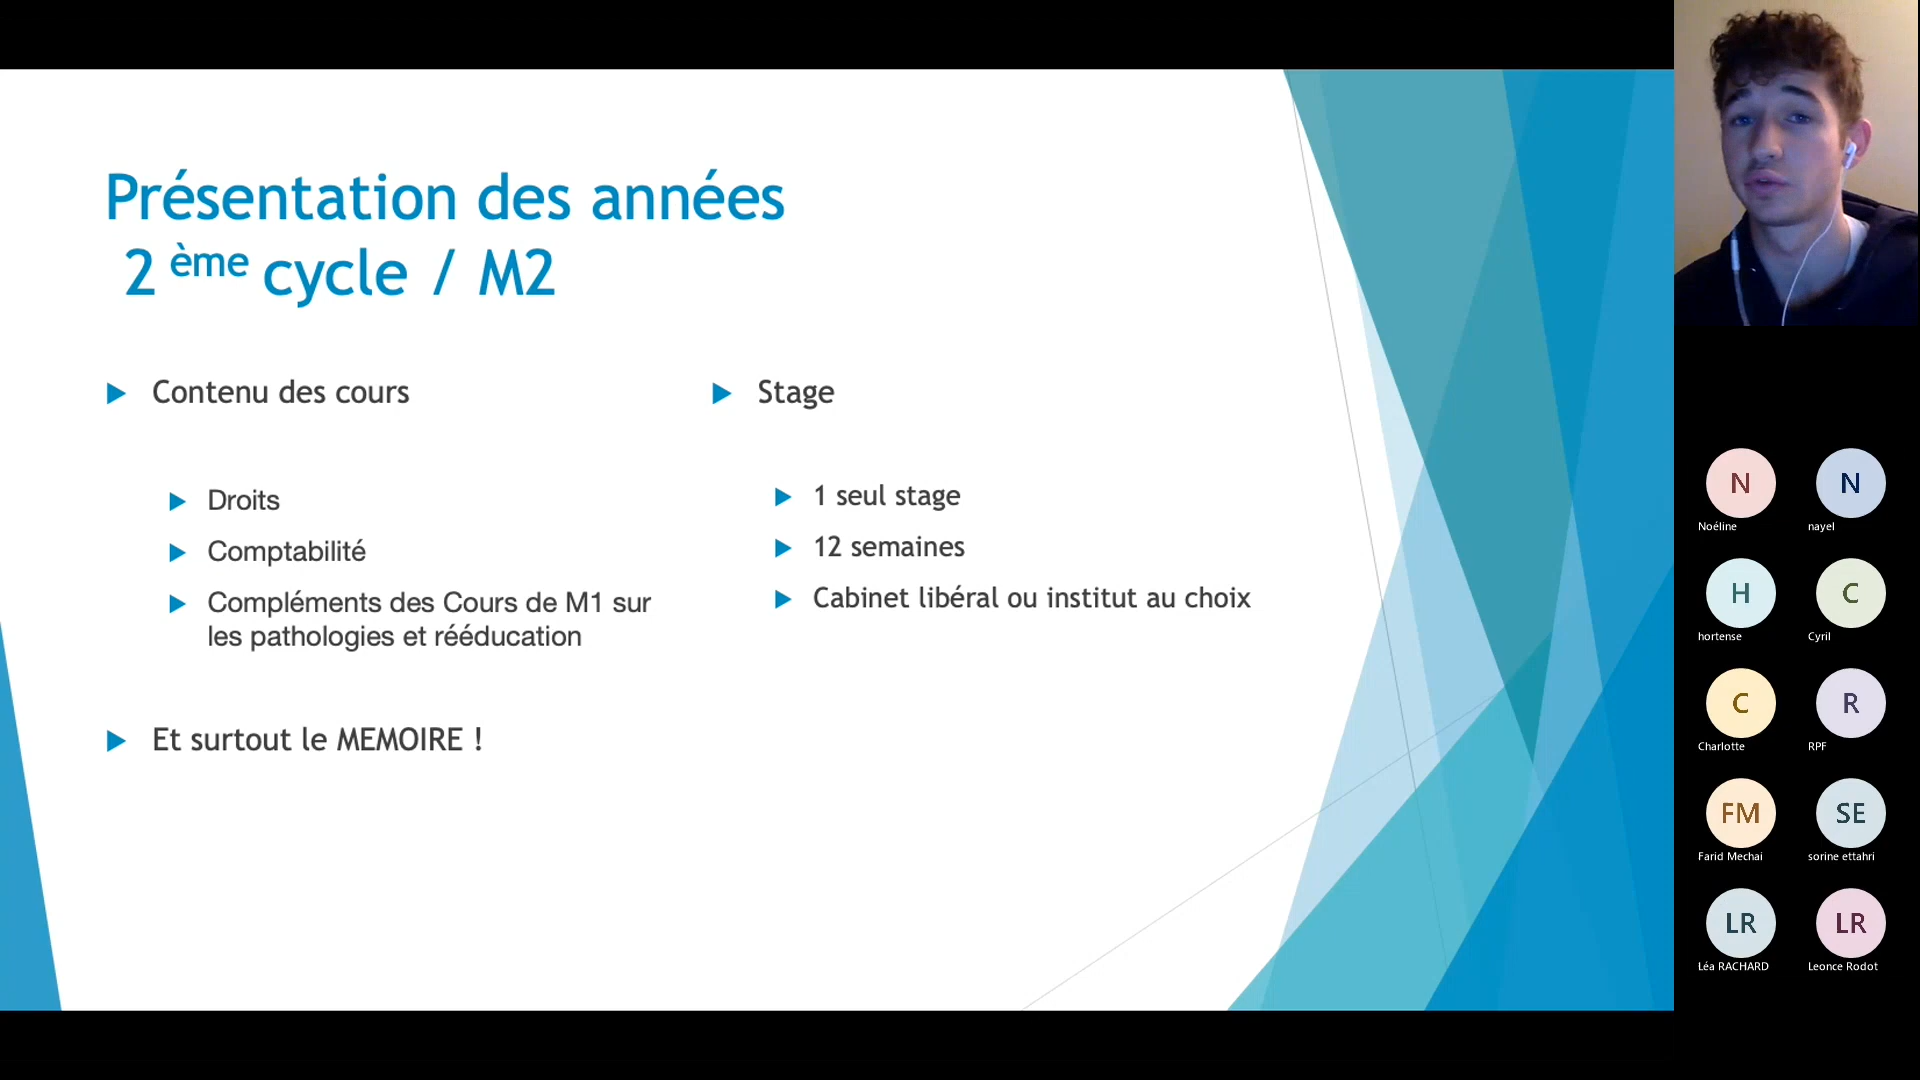 Présentation des années
2 ème cycle / M2
Contenu des cours
Droits
Comptabilité
Compléments des Cours de M1 sur
les pathologies et rééducation
Et surtout le MEMOIRE !
Stage
1 seul stage
12 semaines
Cabinet libéral ou institut au choix
N
Noéline
N
nayel
H
hortense
C
Cyril
C
Charlotte
R
RPF
FM
Farid Mechai
SE
sorine ettahri
LR
Léa RACHARD
LR
Leonce Rodot